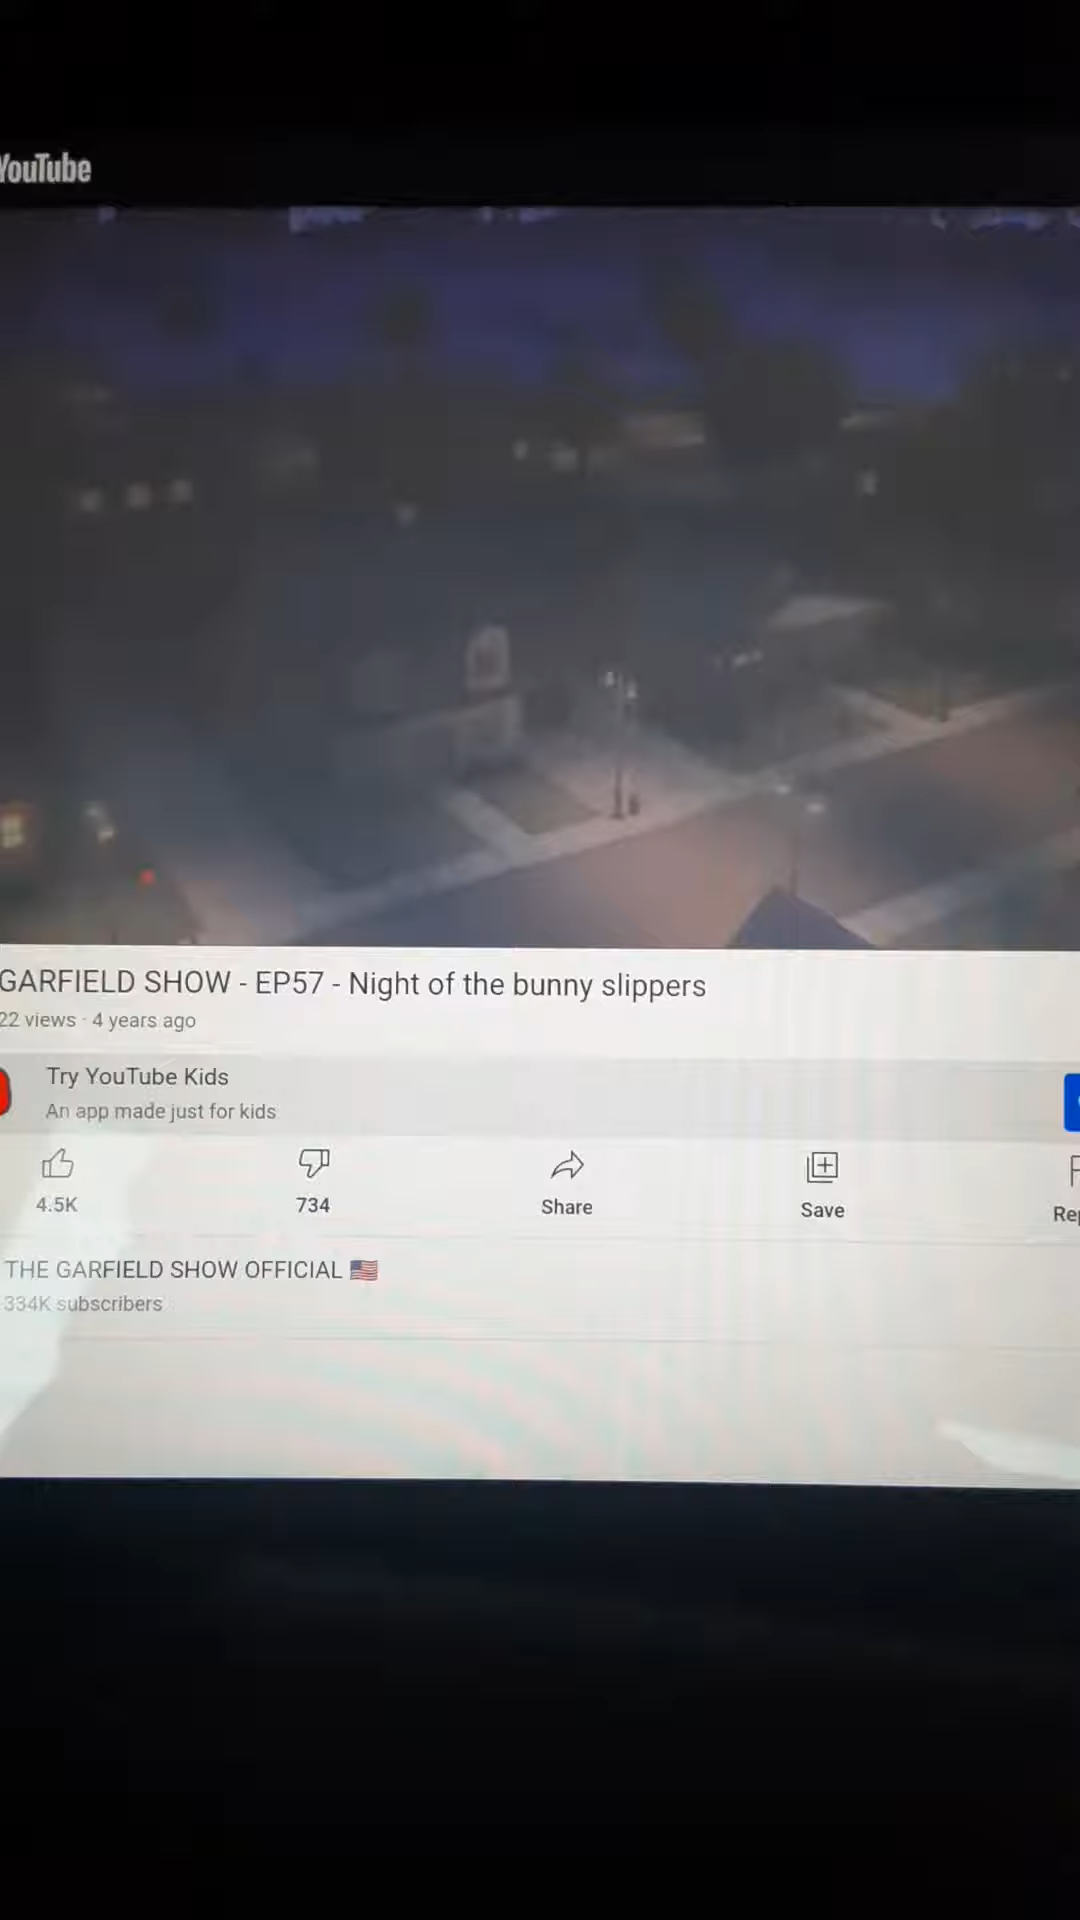 YouTube
GARFIELD SHOW - EP57 - Night of the bunny slippers
22 views · 4 years ago
Try YouTube Kids
An app made just for kids
4.5K
734
Share
Save
THE GARFIELD SHOW OFFICIAL 🇺🇸
334K subscribers